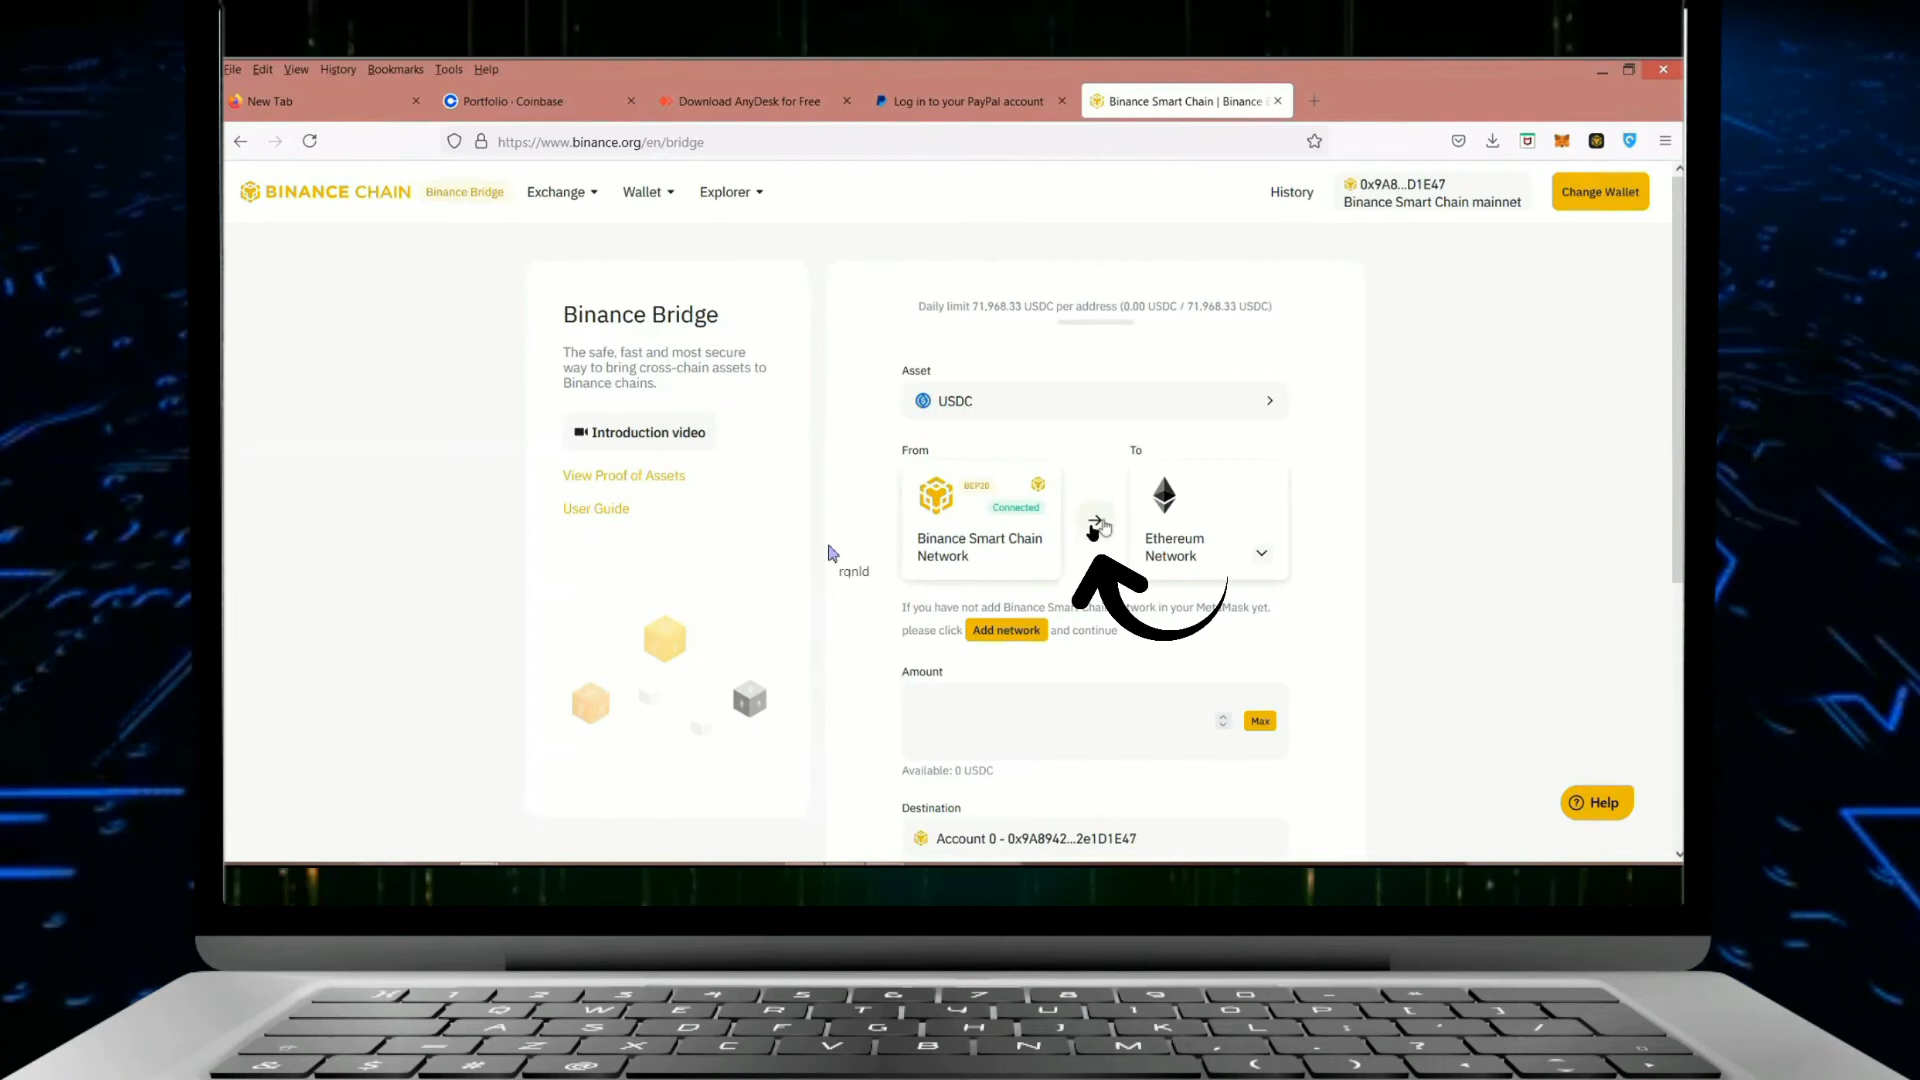 File Edit View History Bookmarks Tools Help
New Tab
Portfolio · Coinbase
Download AnyDesk for Free
Log in to your PayPal account
Binance Smart Chain | Binance
https://www.binance.org/en/bridge
BINANCE CHAIN
Binance Bridge
Exchange
Wallet
Explorer
History
0x9A8...D1E47
Binance Smart Chain mainnet
Change Wallet
Binance Bridge
The safe, fast and most secure
way to bring cross-chain assets to
Binance chains.
Introduction video
View Proof of Assets
User Guide
rqnld
Daily limit 71,968.33 USDC per address (0.00 USDC / 71,968.33 USDC)
Asset
USDC
From
To
BEP20
Connected
Binance Smart Chain
Network
Ethereum
Network
If you have not add Binance Smart Chain Network in your MetaMask yet,
please click Add network and continue
Amount
Max
Available: 0 USDC
Destination
Account 0 - 0x9A8942...2e1D1E47
Help